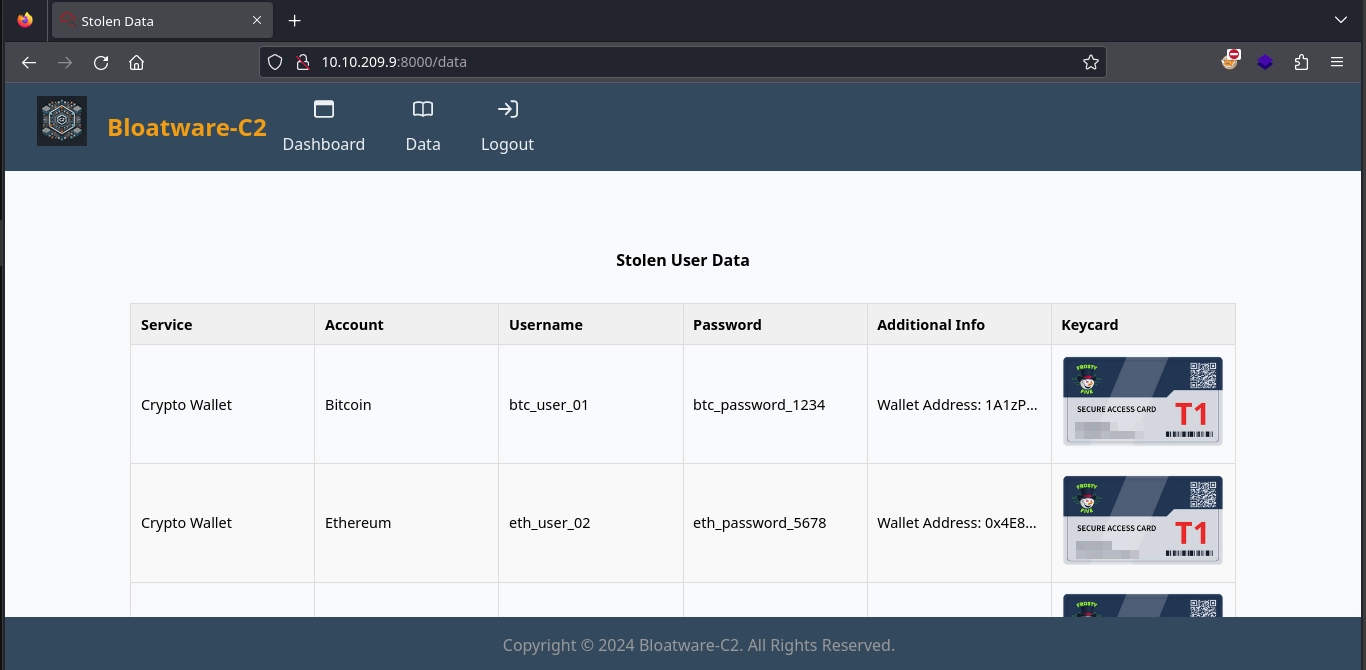 Stolen Data
10.10.209.9:8000/data
Bloatware-C2
Dashboard
Data
Logout
Stolen User Data
Service Account Username Password Additional Info Keycard
Crypto Wallet Bitcoin btc_user_01 btc_password_1234 Wallet Address: 1A1zP...
FROSTY
FIVE
SECURE ACCESS CARD
T1
Crypto Wallet Ethereum eth_user_02 eth_password_5678 Wallet Address: 0x4E8...
FROSTY
FIVE
SECURE ACCESS CARD
T1
FROSTY
Copyright © 2024 Bloatware-C2. All Rights Reserved.